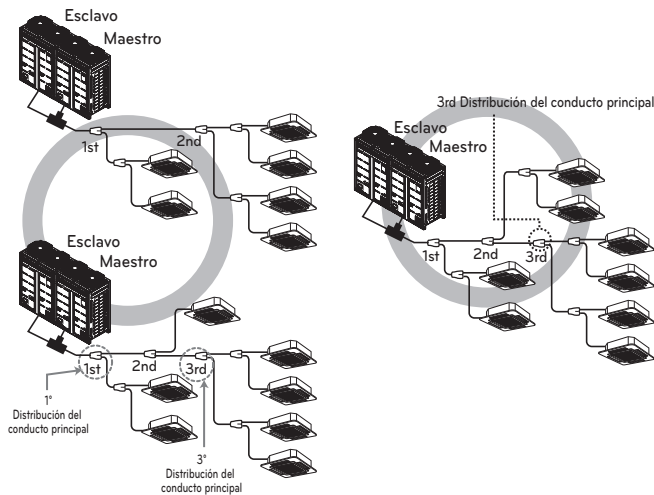 Esclavo
Maestro
1st
2nd
Esclavo
Maestro
1st
2nd
3rd
1°
Distribución del
conducto principal
3°
Distribución del
conducto principal
3rd Distribución del conducto principal
Esclavo
Maestro
1st
2nd
3rd